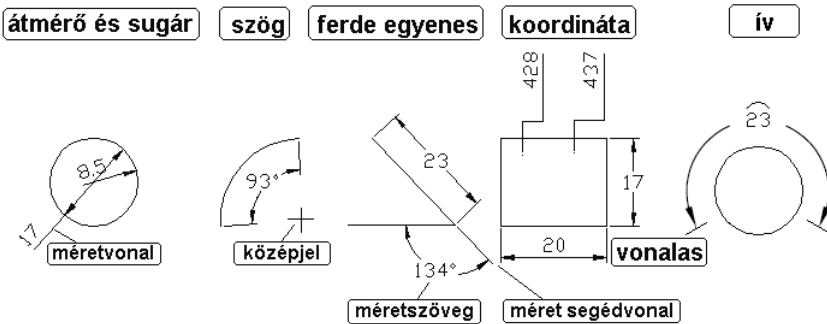 átmérő és sugár
szög
ferde egyenes
koordináta
ív
428
437
23
8.5
93°
23
17
17
20
134°
méretvonal
középjel
vonalas
méretszöveg
méret segédvonal